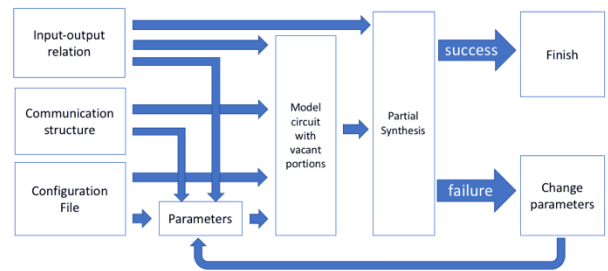 Input-output
relation
Communication
structure
Configuration
File
Parameters
Model
circuit
with
vacant
portions
Partial
Synthesis
success
failure
Finish
Change
parameters